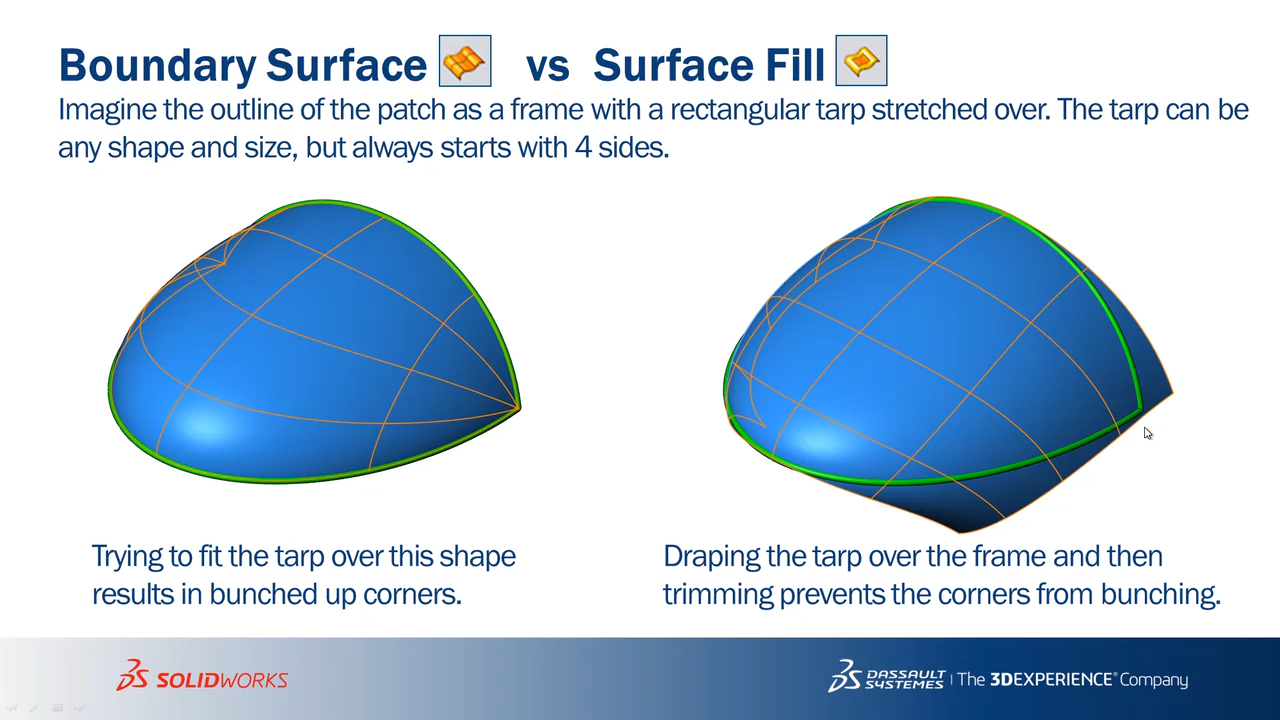 Boundary Surface vs Surface Fill
Imagine the outline of the patch as a frame with a rectangular tarp stretched over. The tarp can be
any shape and size, but always starts with 4 sides.
Trying to fit the tarp over this shape
results in bunched up corners.
Draping the tarp over the frame and then
trimming prevents the corners from bunching.
SOLIDWORKS
DASSAULT
SYSTEMES | The 3DEXPERIENCE® Company